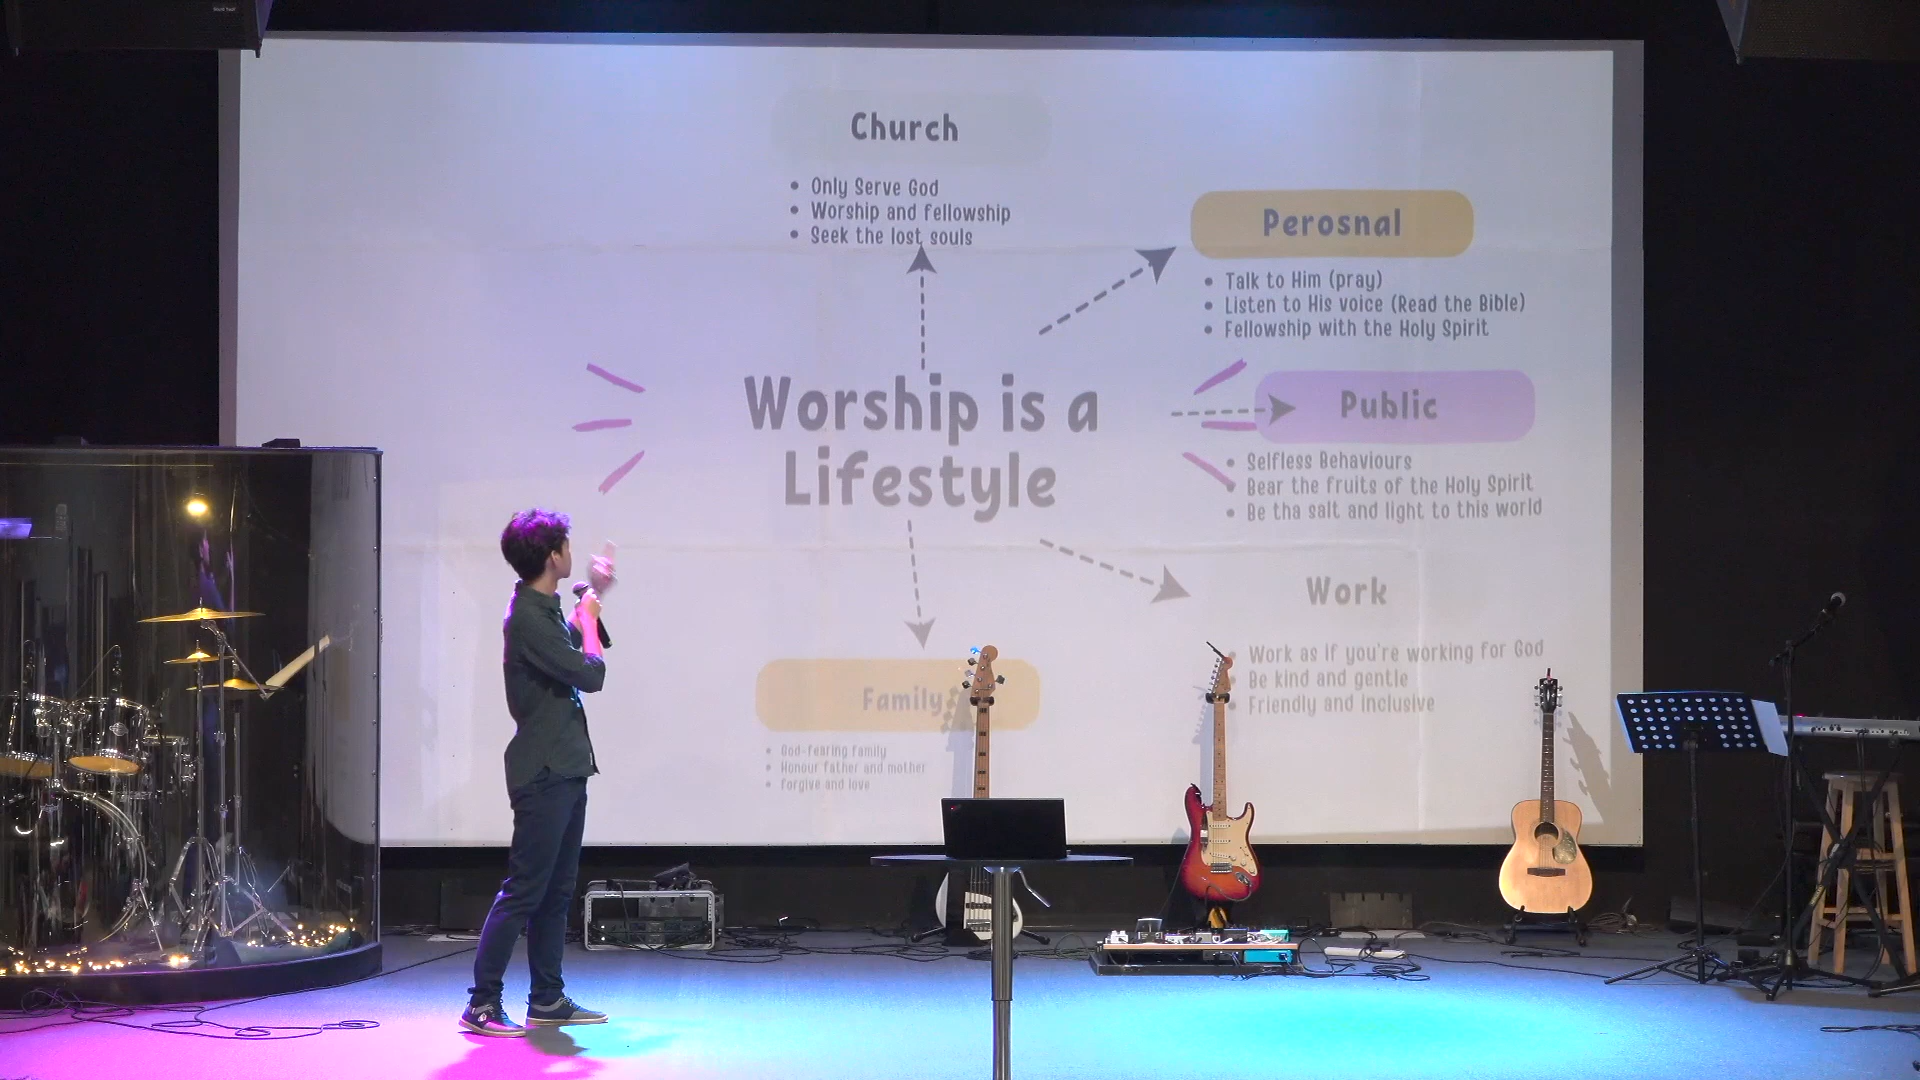 Church
• Only Serve God
• Worship and fellowship
• Seek the lost souls
Perosnal
• Talk to Him (pray)
• Listen to His voice (Read the Bible)
• Fellowship with the Holy Spirit
Worship is a
Lifestyle
Public
• Selfless Behaviours
• Bear the fruits of the Holy Spirit
• Be tha salt and light to this world
Work
• Work as if you're working for God
• Be kind and gentle
• Friendly and inclusive
Family
• God-fearing family
• Honour father and mother
• forgive and love